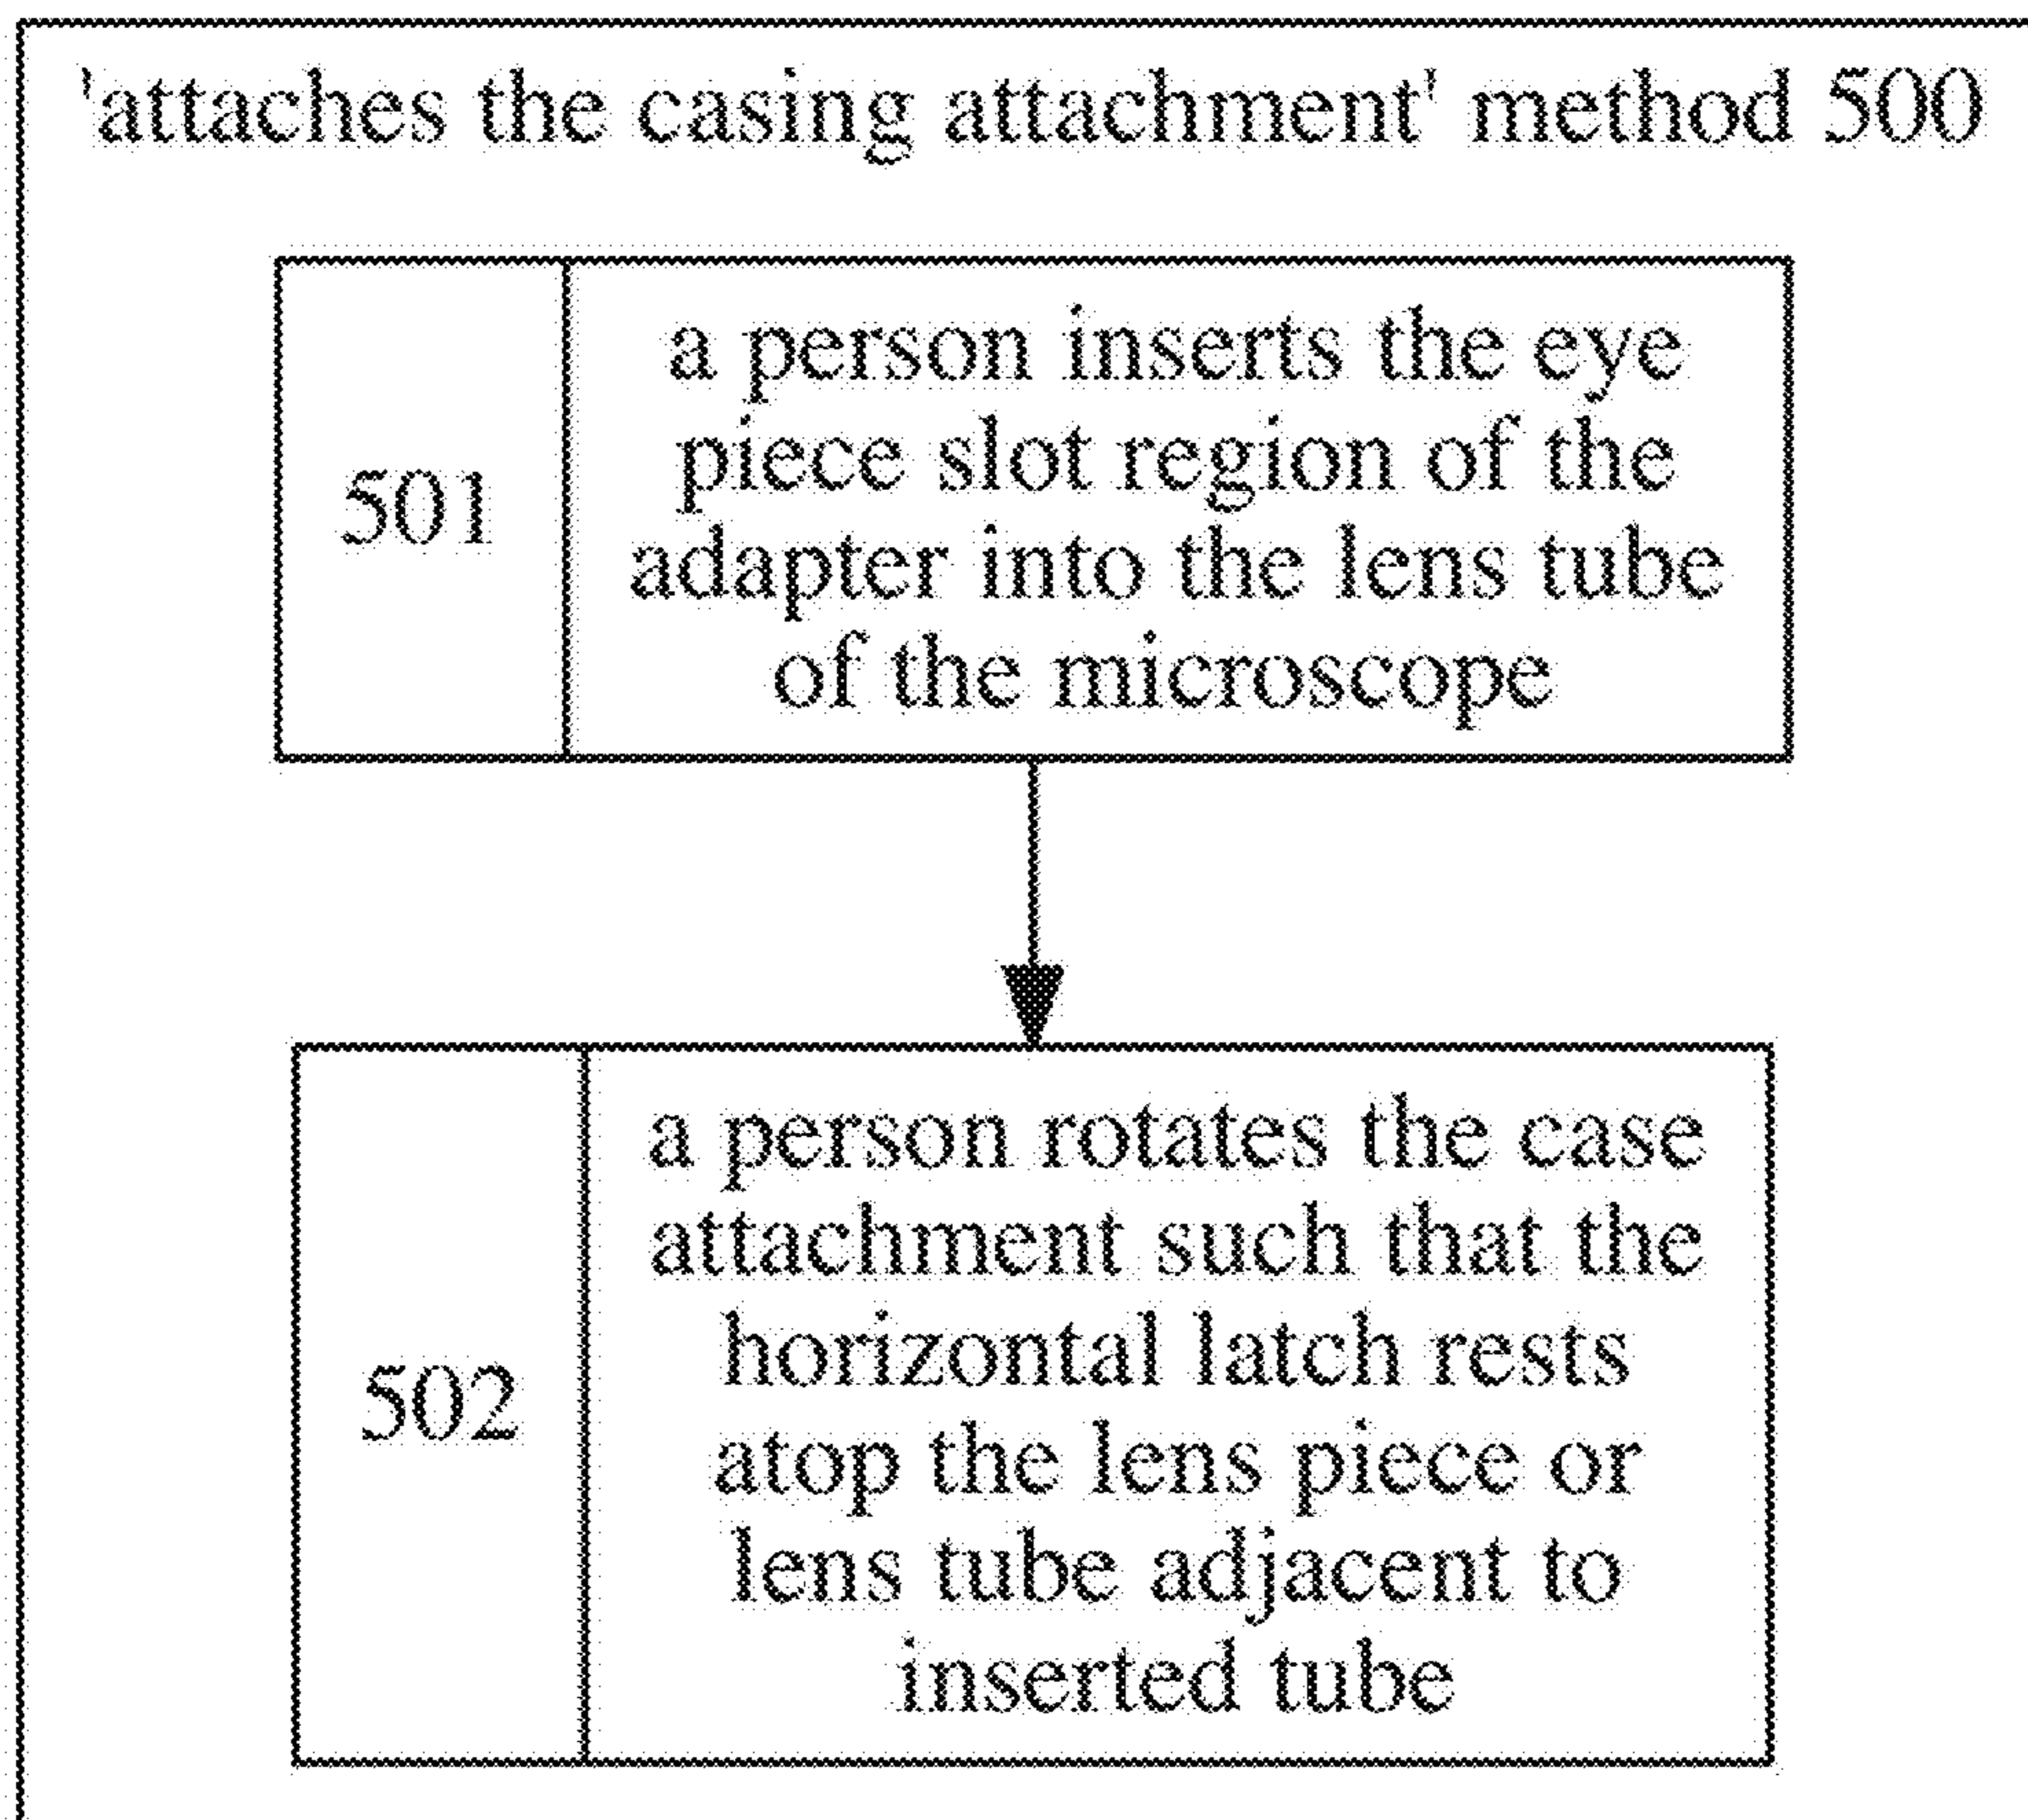 'attaches the casing attachment' method 500
501
a person inserts the eye
piece slot region of the
adapter into the lens tube
of the microscope
502
a person rotates the case
attachment such that the
horizontal latch rests
atop the lens piece or
lens tube adjacent to
inserted tube